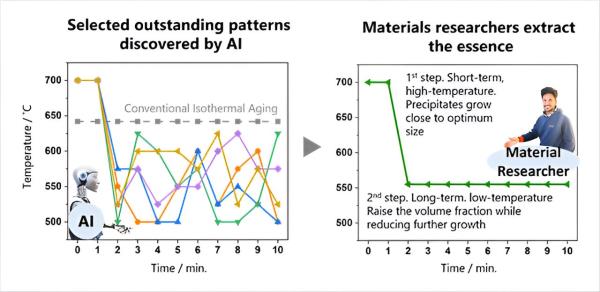 Selected outstanding patterns
discovered by AI
700
650
600
550
500
Temperature / °C
Conventional Isothermal Aging
AI
0 1 2 3 4 5 6 7 8 9 10
Time / min.
Materials researchers extract
the essence
700
650
600
550
500
1st step. Short-term,
high-temperature.
Precipitates grow
close to optimum
size
Material
Researcher
2nd step. Long-term. low-temperature
Raise the volume fraction while
reducing further growth
0 1 2 3 4 5 6 7 8 9 10
Time / min.